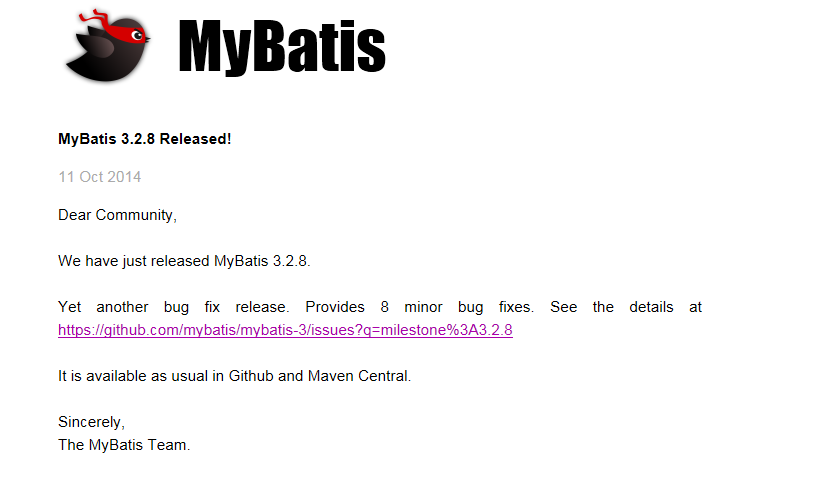 MyBatis
MyBatis 3.2.8 Released!
11 Oct 2014
Dear Community,
We have just released MyBatis 3.2.8.
Yet another bug fix release. Provides 8 minor bug fixes. See the details at
https://github.com/mybatis/mybatis-3/issues?q=milestone%3A3.2.8
It is available as usual in Github and Maven Central.
Sincerely,
The MyBatis Team.